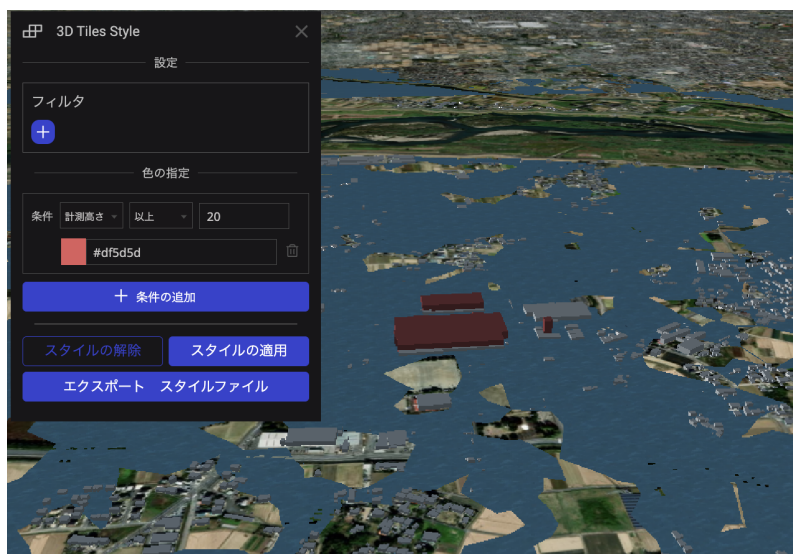 3D Tiles Style
設定
フィルタ
色の指定
条件 計測高さ 以上 20
#df5d5d
条件の追加
スタイルの解除 スタイルの適用
エクスポート スタイルファイル